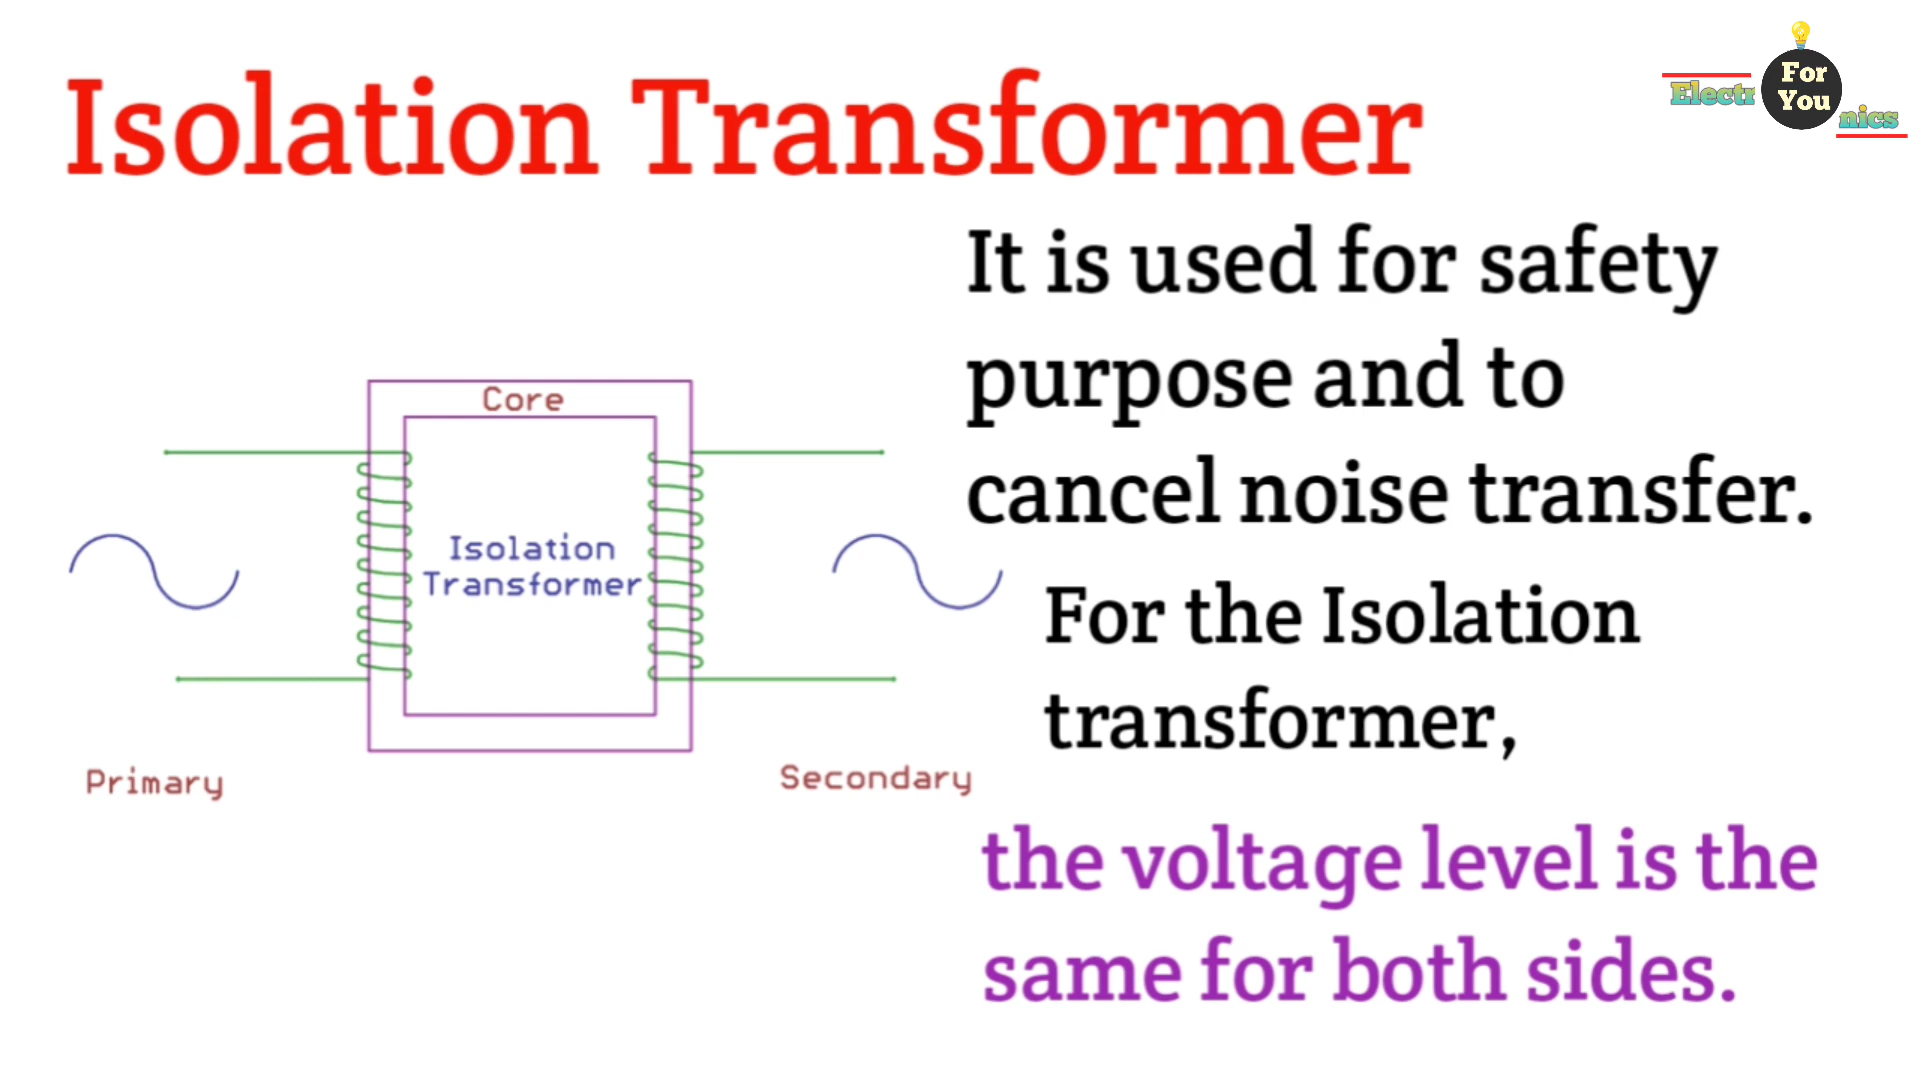 Isolation Transformer
Electr
For
You
nics
It is used for safety
purpose and to
cancel noise transfer.
For the Isolation
transformer,
the voltage level is the
same for both sides.
Core
Isolation
Transformer
Primary
Secondary